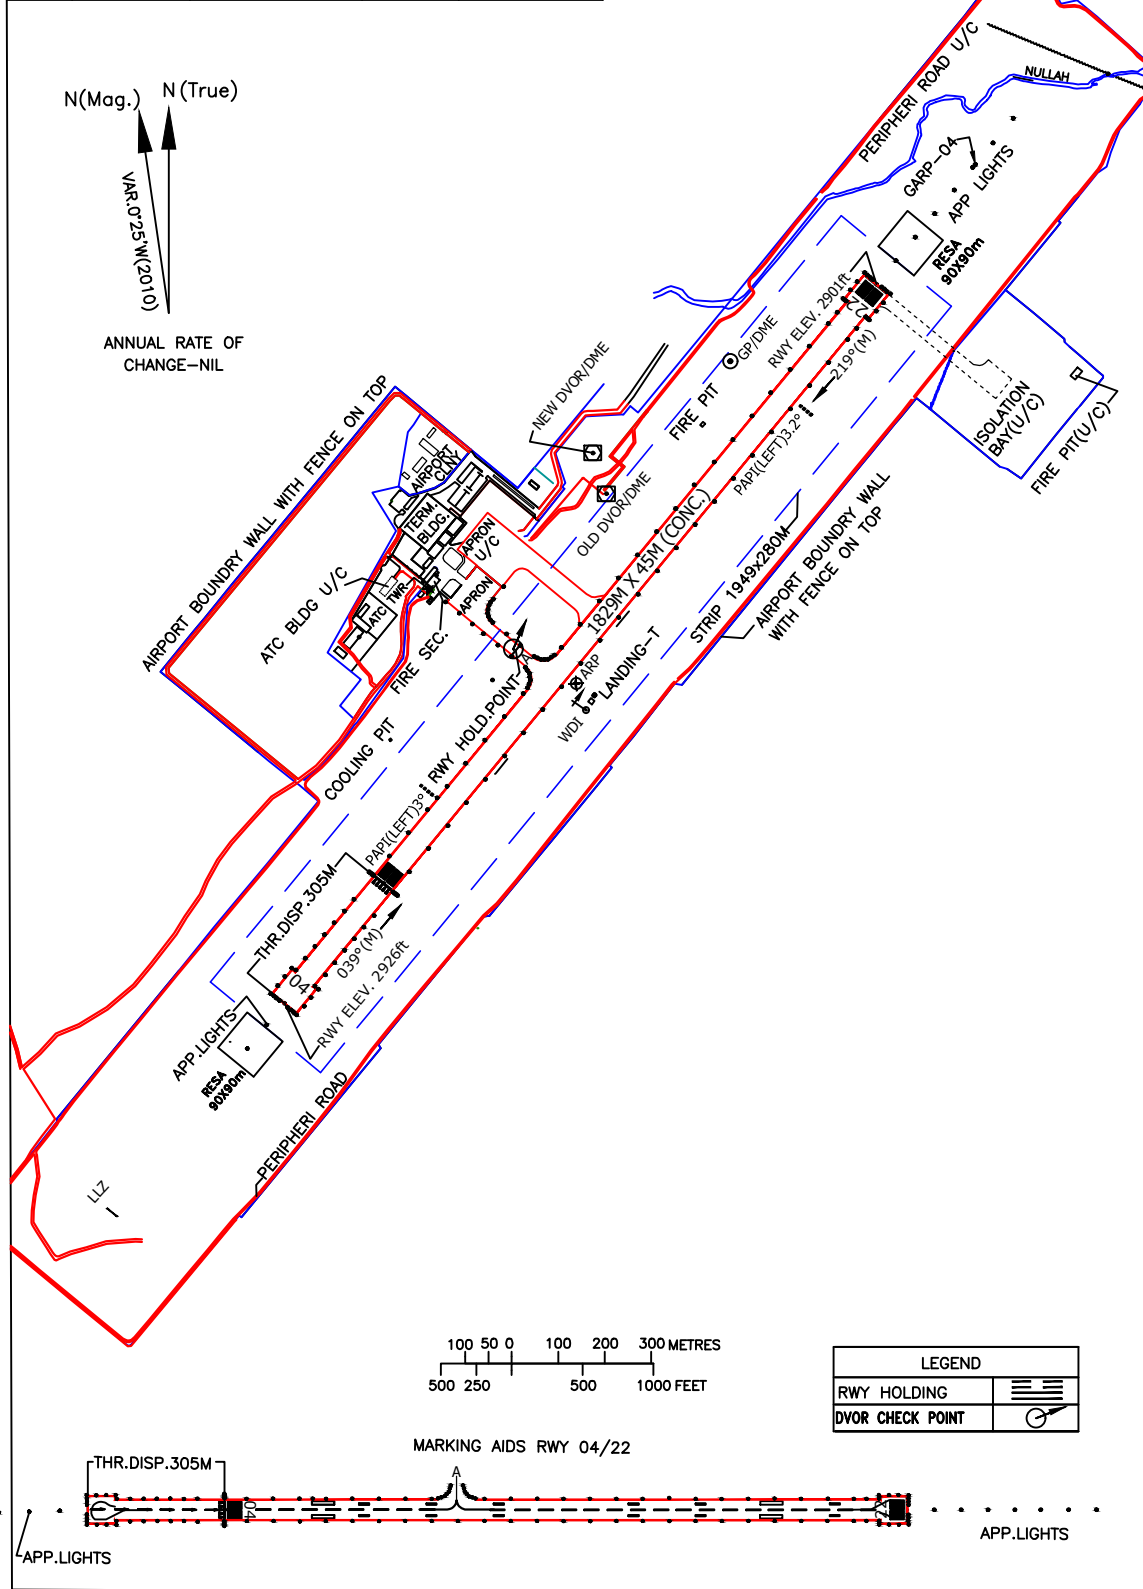 N(Mag.)
N(True)
VAR.0°25'W(2010)
ANNUAL RATE OF
CHANGE-NIL
PERIPHERI ROAD U/C
NULLAH
GARP-04
APP LIGHTS
RESA
90X90m
RWY ELEV. 2901ft
22
219°(M)
GP/DME
NEW DVOR/DME
FIRE PIT
PAPI(LEFT)3.2°
ISOLATION
BAY(U/C)
FIRE PIT(U/C)
AIRPORT BOUNDRY WALL WITH FENCE ON TOP
AIRPORT
CLNY
TERM.
BLDG.
APRON
U/C
OLD DVOR/DME
1829M X 45M (CONC.)
STRIP 1949x280M
AIRPORT BOUNDRY WALL
WITH FENCE ON TOP
ATC BLDG U/C
TWR
ATC
APRON
FIRE SEC.
A
ARP
LANDING-T
WDI
RWY HOLD.POINT
COOLING PIT
PAPI(LEFT)3°
THR.DISP.305M
039°(M)
04
RWY ELEV. 2926ft
APP.LIGHTS
RESA
90X90m
PERIPHERI ROAD
LLZ
100 50 0 100 200 300 METRES
500 250 500 1000 FEET
LEGEND
RWY HOLDING
DVOR CHECK POINT
MARKING AIDS RWY 04/22
THR.DISP.305M
A
04
22
APP.LIGHTS
APP.LIGHTS